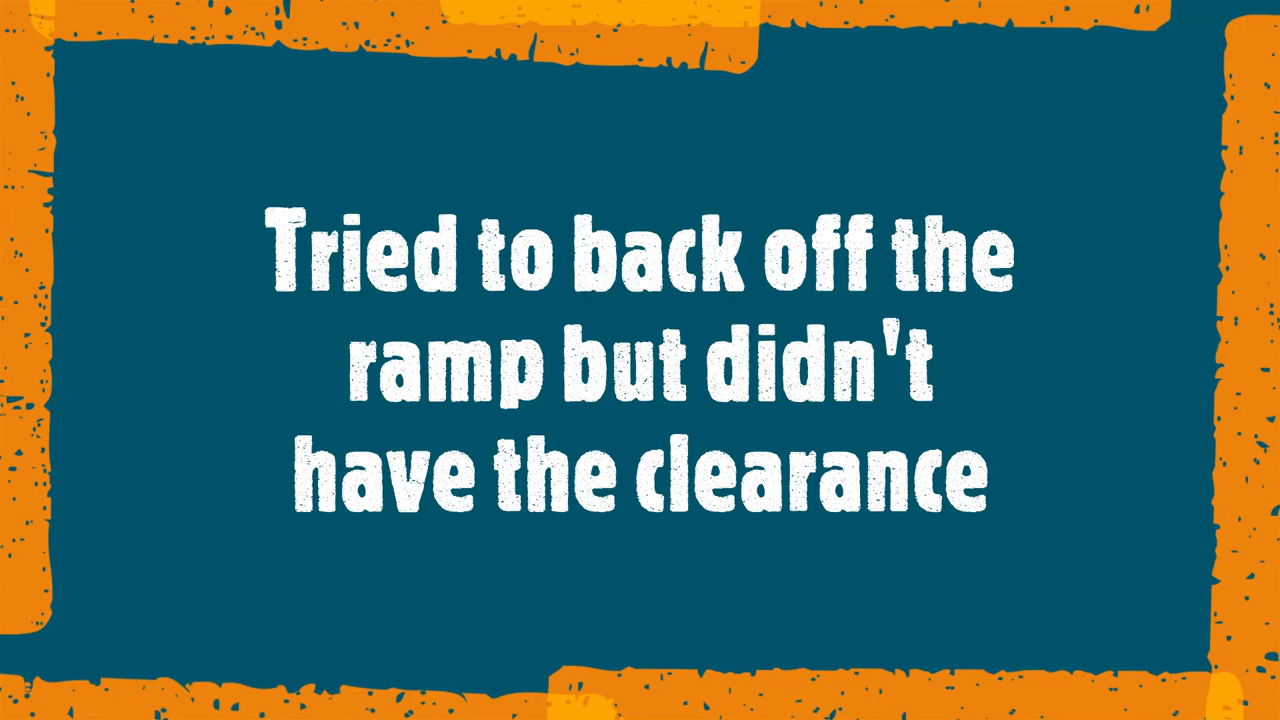 Tried to back off the
ramp but didn't
have the clearance